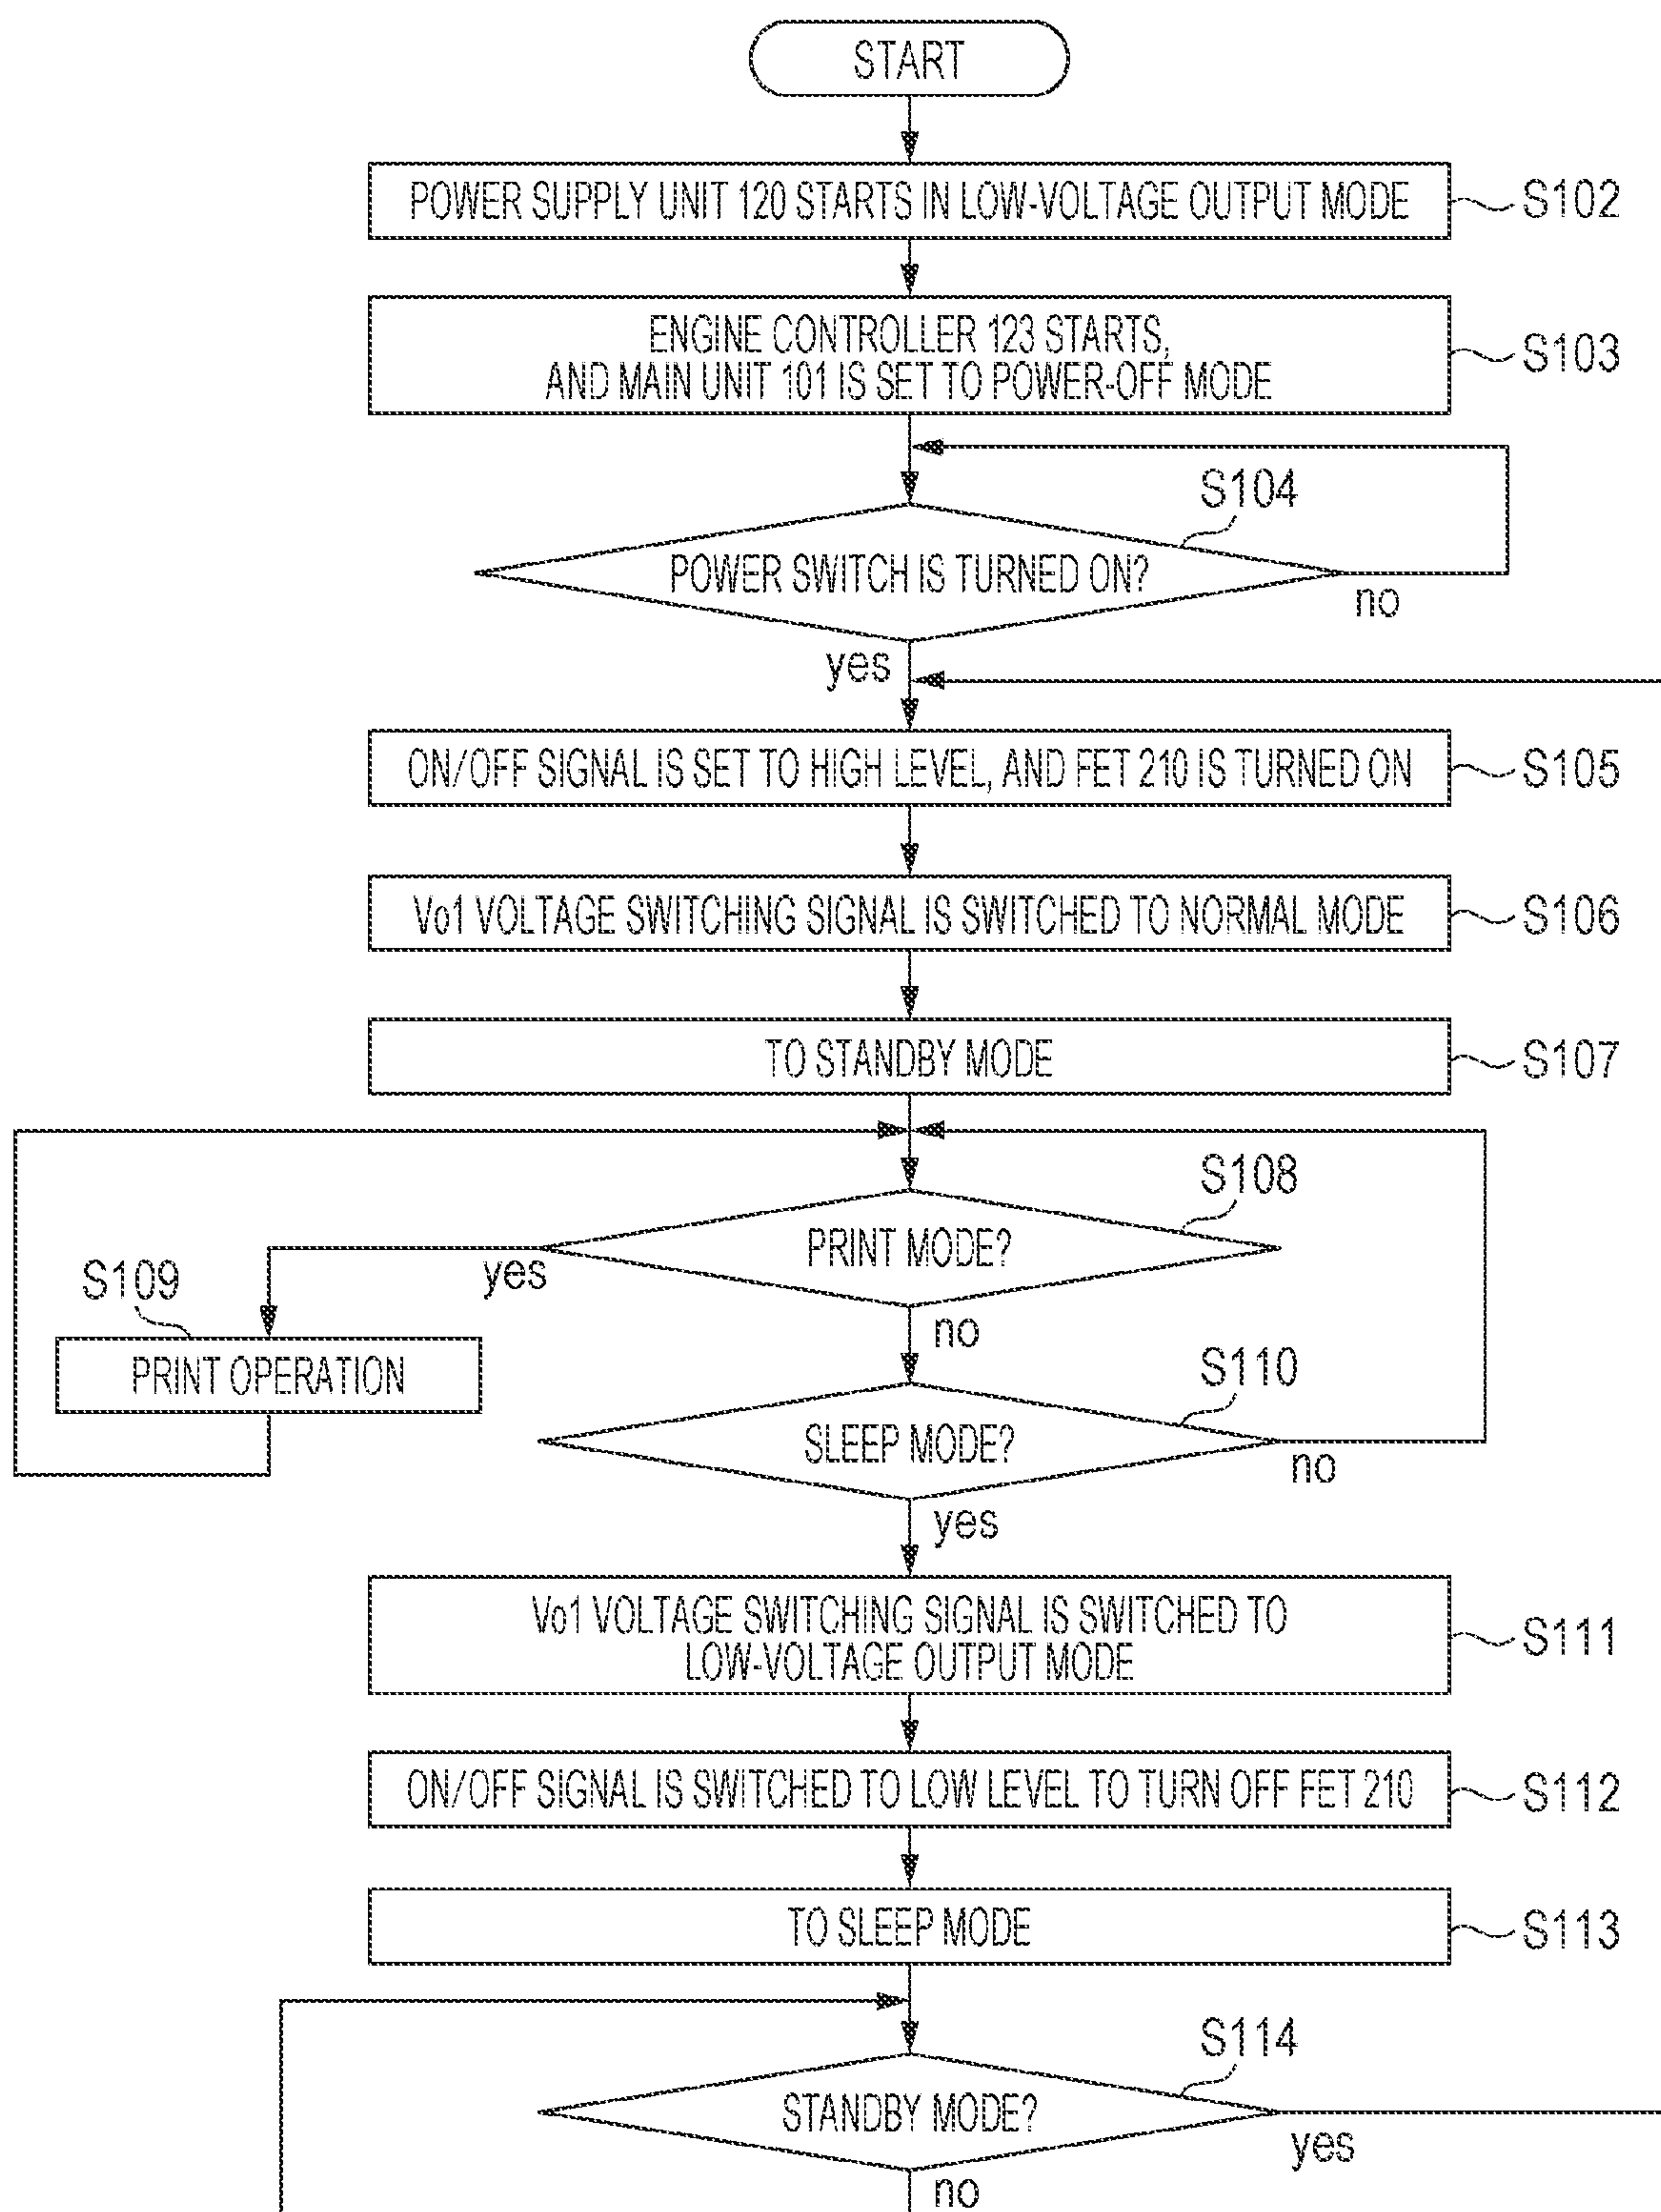 START
POWER SUPPLY UNIT 120 STARTS IN LOW-VOLTAGE OUTPUT MODE
S102
ENGINE CONTROLLER 123 STARTS,
AND MAIN UNIT 101 IS SET TO POWER-OFF MODE
S103
S104
POWER SWITCH IS TURNED ON?
no
yes
ON/OFF SIGNAL IS SET TO HIGH LEVEL, AND FET 210 IS TURNED ON
S105
Vo1 VOLTAGE SWITCHING SIGNAL IS SWITCHED TO NORMAL MODE
S106
TO STANDBY MODE
S107
S108
PRINT MODE?
yes
S109
no
PRINT OPERATION
S110
SLEEP MODE?
no
yes
Vo1 VOLTAGE SWITCHING SIGNAL IS SWITCHED TO
LOW-VOLTAGE OUTPUT MODE
S111
ON/OFF SIGNAL IS SWITCHED TO LOW LEVEL TO TURN OFF FET 210
S112
TO SLEEP MODE
S113
S114
STANDBY MODE?
yes
no